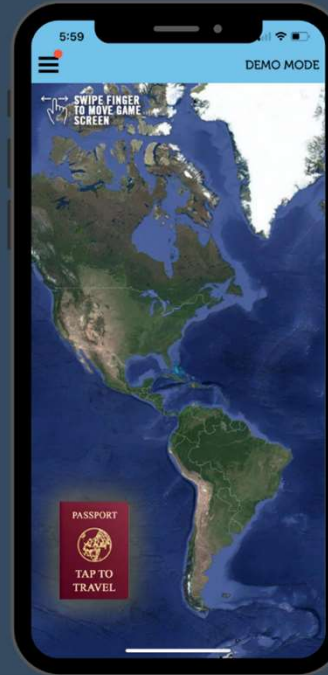 5:59
DEMO MODE
SWIPE FINGER
TO MOVE GAME
SCREEN
PASSPORT
TAP TO
TRAVEL